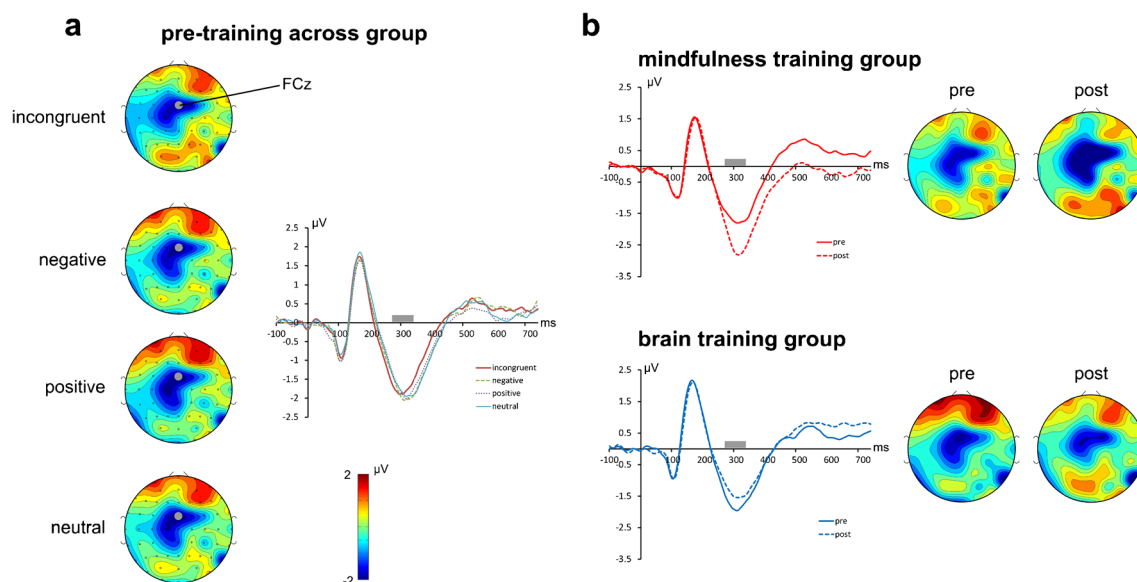 a
pre-training across group
FCz
incongruent
negative
positive
neutral
µV
2.5
2
1.5
1
0.5
0
-0.5
-1
-1.5
-2
-2.5
-100 0 100 200 300 400 500 600 700
ms
incongruent
negative
positive
neutral
2
µV
-2
b
mindfulness training group
µV
2.5
1.5
0.5
-0.5
-1.5
-2.5
-3.5
-100 0 100 200 300 400 500 600 700
ms
pre
post
pre
post
brain training group
µV
2.5
1.5
0.5
-0.5
-1.5
-2.5
-3.5
-100 0 100 200 300 400 500 600 700
ms
pre
post
pre
post